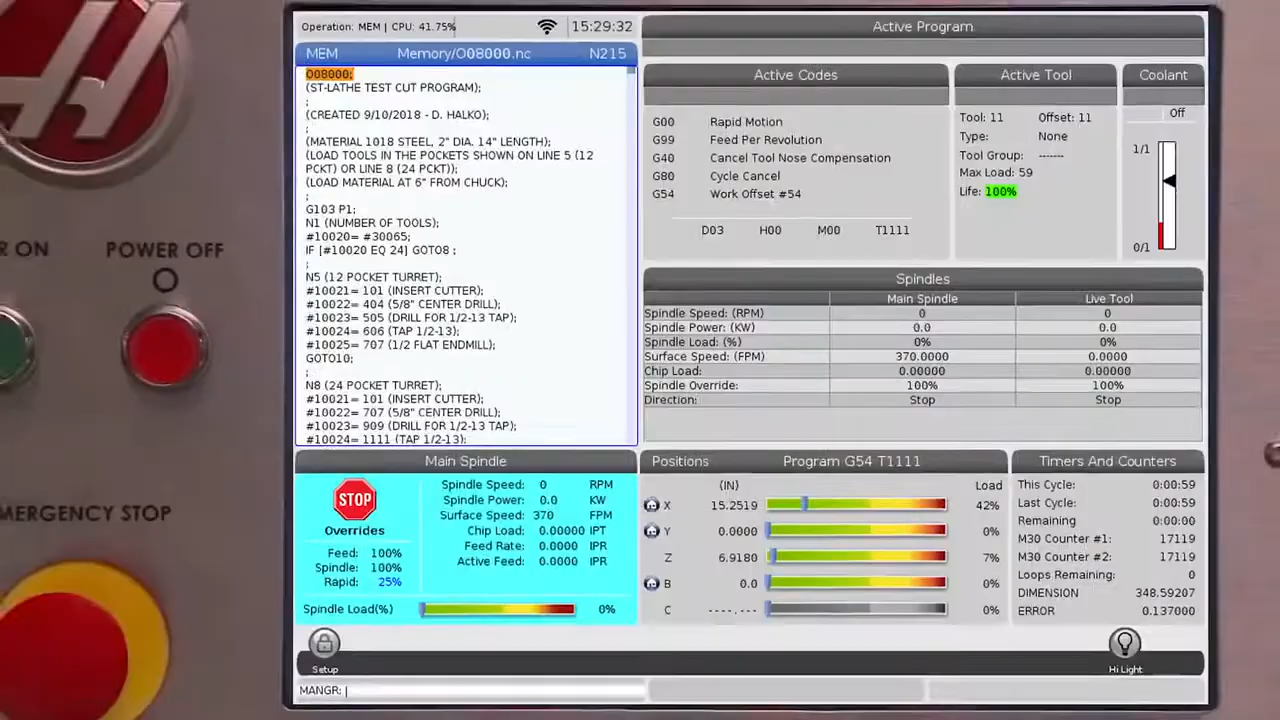 R ON
POWER OFF
MERGENCY STOP
Operation: MEM | CPU: 41.75%
15:29:32
MEM Memory/O08000.nc N215
O08000;
(ST-LATHE TEST CUT PROGRAM);
;
(CREATED 9/10/2018 - D. HALKO);
;
(MATERIAL 1018 STEEL, 2" DIA. 14" LENGTH);
(LOAD TOOLS IN THE POCKETS SHOWN ON LINE 5 (12
PCKT) OR LINE 8 (24 PCKT));
(LOAD MATERIAL AT 6" FROM CHUCK);
;
G103 P1;
N1 (NUMBER OF TOOLS);
#10020= #30065;
IF [#10020 EQ 24] GOTO8 ;
;
N5 (12 POCKET TURRET);
#10021= 101 (INSERT CUTTER);
#10022= 404 (5/8" CENTER DRILL);
#10023= 505 (DRILL FOR 1/2-13 TAP);
#10024= 606 (TAP 1/2-13);
#10025= 707 (1/2 FLAT ENDMILL);
GOTO10;
;
N8 (24 POCKET TURRET);
#10021= 101 (INSERT CUTTER);
#10022= 707 (5/8" CENTER DRILL);
#10023= 909 (DRILL FOR 1/2-13 TAP);
#10024= 1111 (TAP 1/2-13);
Active Program
Active Codes
G00 Rapid Motion
G99 Feed Per Revolution
G40 Cancel Tool Nose Compensation
G80 Cycle Cancel
G54 Work Offset #54
D03 H00 M00 T1111
Active Tool
Tool: 11 Offset: 11
Type: None
Tool Group: -------
Max Load: 59
Life: 100%
Coolant
Off
1/1
0/1
Spindles
Main Spindle Live Tool
Spindle Speed: (RPM) 0 0
Spindle Power: (KW) 0.0 0.0
Spindle Load: (%) 0% 0%
Surface Speed: (FPM) 370.0000 0.0000
Chip Load: 0.00000 0.00000
Spindle Override: 100% 100%
Direction: Stop Stop
Main Spindle
STOP
Overrides
Feed: 100%
Spindle: 100%
Rapid: 25%
Spindle Speed: 0 RPM
Spindle Power: 0.0 KW
Surface Speed: 370 FPM
Chip Load: 0.00000 IPT
Feed Rate: 0.0000 IPR
Active Feed: 0.0000 IPR
Spindle Load(%) 0%
Positions Program G54 T1111
(IN) Load
X 15.2519 42%
Y 0.0000 0%
Z 6.9180 7%
B 0.0 0%
C ----.--- 0%
Timers And Counters
This Cycle: 0:00:59
Last Cycle: 0:00:59
Remaining 0:00:00
M30 Counter #1: 17119
M30 Counter #2: 17119
Loops Remaining: 0
DIMENSION 348.59207
ERROR 0.137000
Setup
Hi Light
MANGR: |